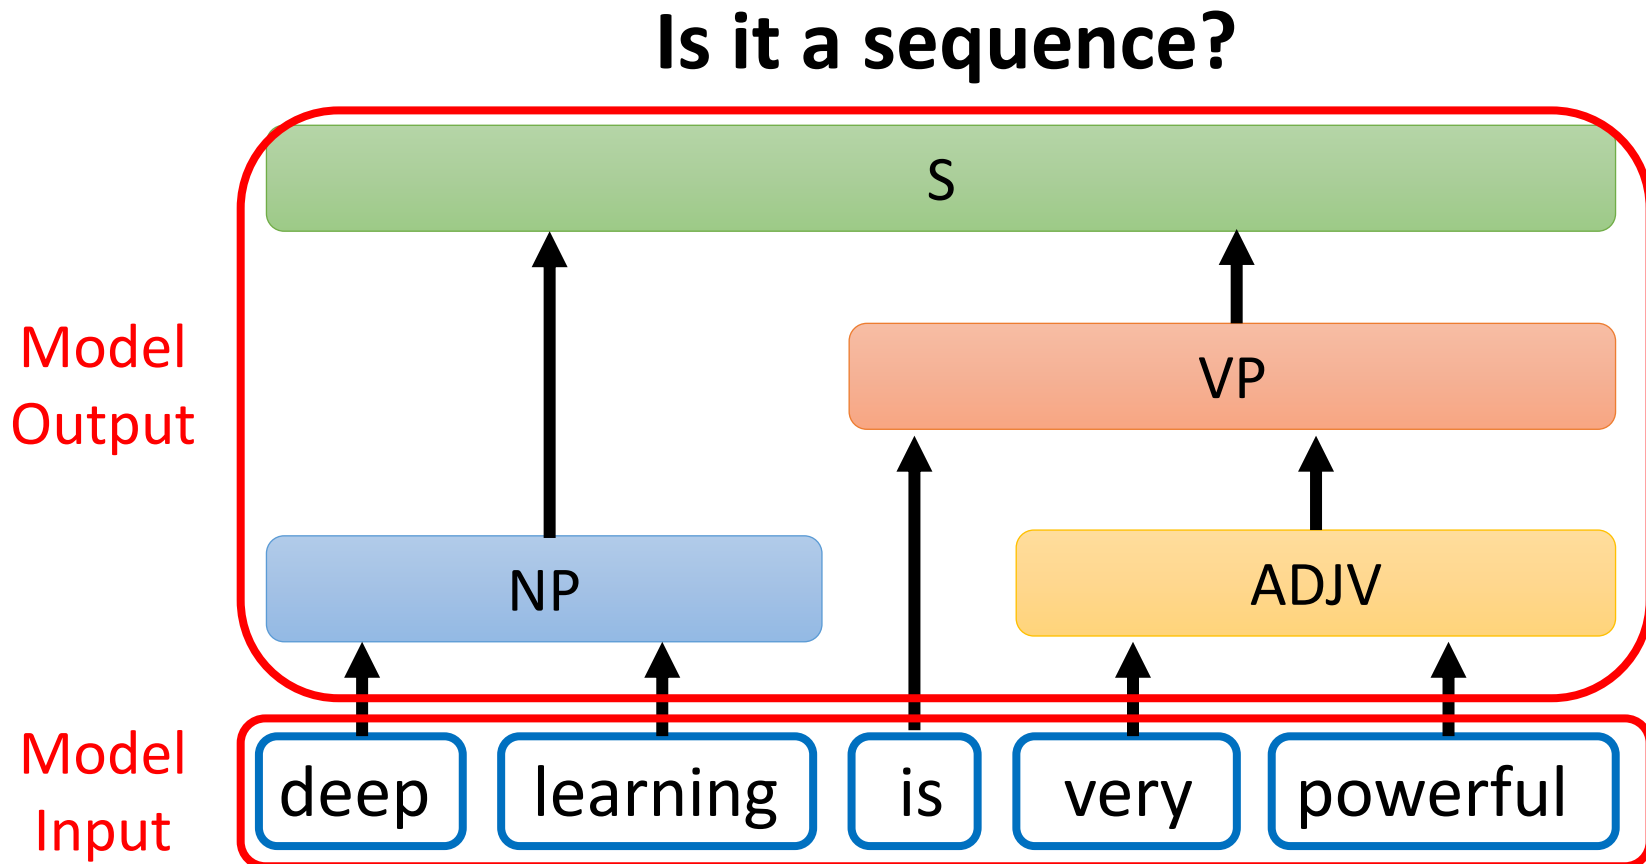 Is it a sequence?
S
Model
Output
VP
NP
ADJV
Model
Input
deep learning is very powerful